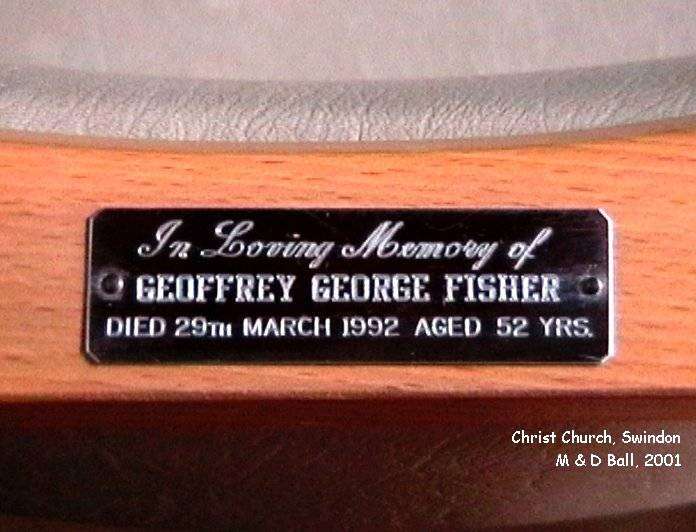 In Loving Memory of
GEOFFREY GEORGE FISHER
DIED 29TH MARCH 1992 AGED 52 YRS.
Christ Church, Swindon
M & D Ball, 2001